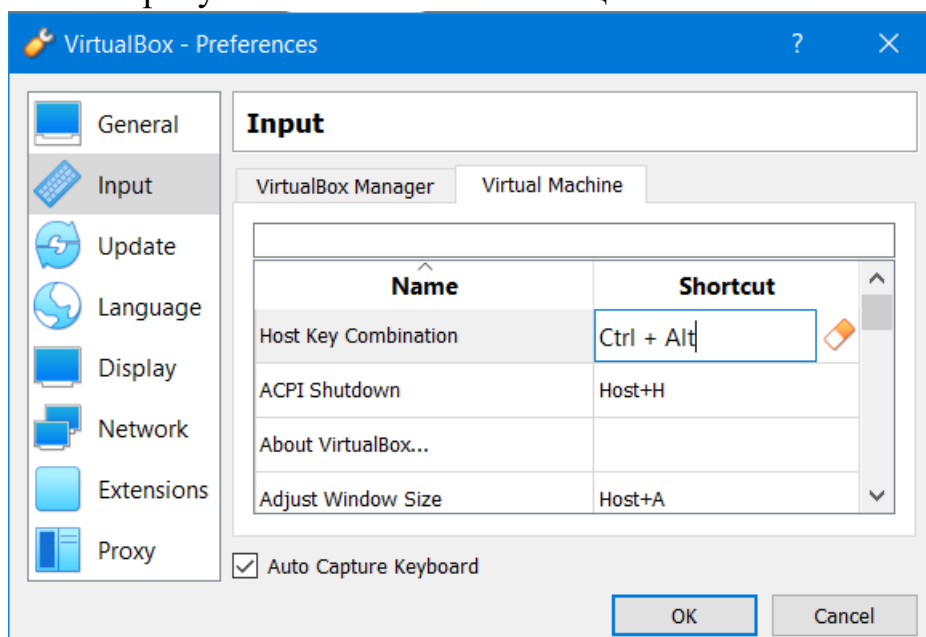 VirtualBox - Preferences ? ×
General
Input
Update
Language
Display
Network
Extensions
Proxy
Input
VirtualBox Manager Virtual Machine
Name Shortcut
Host Key Combination Ctrl + Alt
ACPI Shutdown Host+H
About VirtualBox...
Adjust Window Size Host+A
Auto Capture Keyboard
OK Cancel